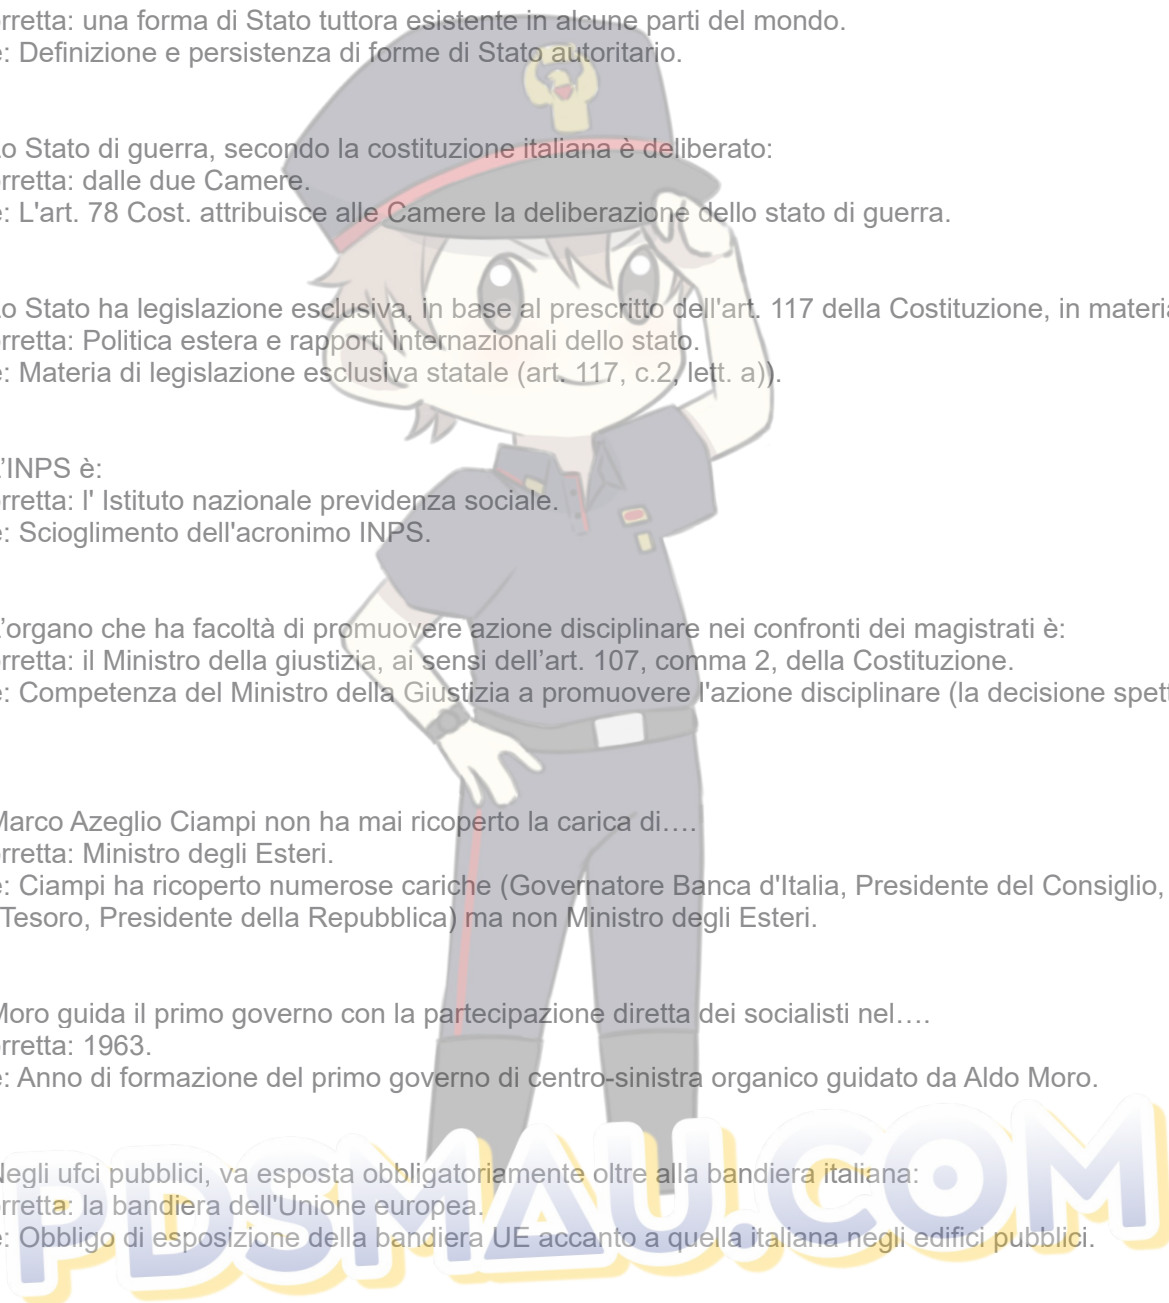 rretta: una forma di Stato tuttora esistente in alcune parti del mondo.
e: Definizione e persistenza di forme di Stato autoritario.
Lo Stato di guerra, secondo la costituzione italiana è deliberato:
rretta: dalle due Camere.
e: L'art. 78 Cost. attribuisce alle Camere la deliberazione dello stato di guerra.
Lo Stato ha legislazione esclusiva, in base al prescritto dell'art. 117 della Costituzione, in materia
rretta: Politica estera e rapporti internazionali dello stato.
e: Materia di legislazione esclusiva statale (art. 117, c.2, lett. a)).
L’INPS è:
rretta: l' Istituto nazionale previdenza sociale.
e: Scioglimento dell'acronimo INPS.
L’organo che ha facoltà di promuovere azione disciplinare nei confronti dei magistrati è:
rretta: il Ministro della giustizia, ai sensi dell’art. 107, comma 2, della Costituzione.
e: Competenza del Ministro della Giustizia a promuovere l'azione disciplinare (la decisione spett
Marco Azeglio Ciampi non ha mai ricoperto la carica di….
rretta: Ministro degli Esteri.
e: Ciampi ha ricoperto numerose cariche (Governatore Banca d'Italia, Presidente del Consiglio,
Tesoro, Presidente della Repubblica) ma non Ministro degli Esteri.
Moro guida il primo governo con la partecipazione diretta dei socialisti nel….
rretta: 1963.
e: Anno di formazione del primo governo di centro-sinistra organico guidato da Aldo Moro.
Negli ufci pubblici, va esposta obbligatoriamente oltre alla bandiera italiana:
rretta: la bandiera dell'Unione europea.
e: Obbligo di esposizione della bandiera UE accanto a quella italiana negli edifici pubblici.
PDSMAU.COM